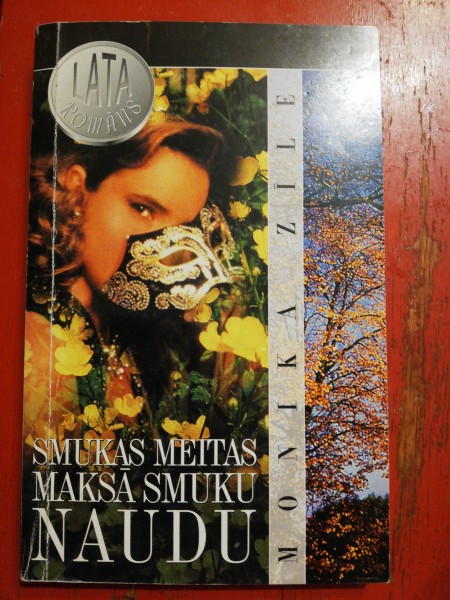 LATA
ROMĀNS
MONIKA ZĪLE
SMUKAS MEITAS
MAKSĀ SMUKU
NAUDU